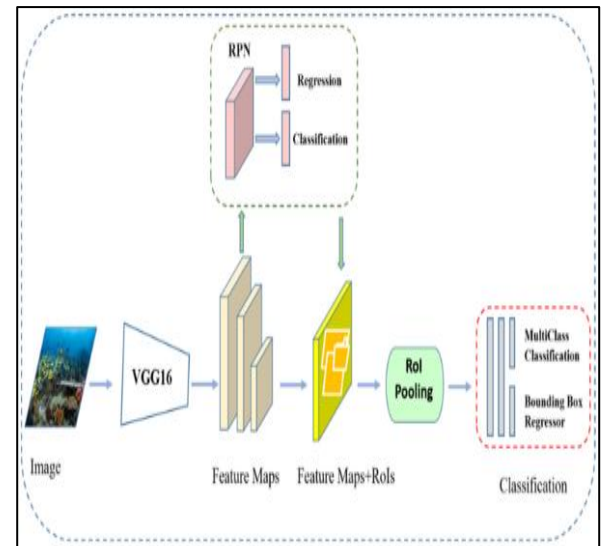 RPN
Regression
Classification
VGG16
RoI
Pooling
MultiClass
Classification
Bounding Box
Regressor
Image
Feature Maps
Feature Maps+RoIs
Classification